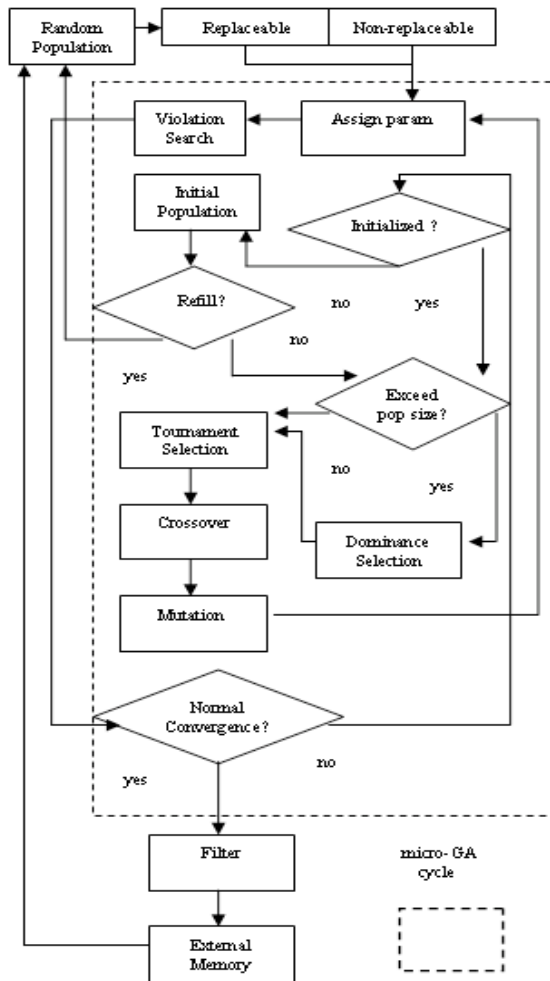 Random
Population
Replaceable
Non-replaceable
Violation
Search
Assign param
Initial
Population
Initialized ?
Refill?
no
yes
no
yes
Exceed
pop size?
Tournament
Selection
no
yes
Crossover
Dominance
Selection
Mutation
Normal
Convergence?
yes
no
Filter
micro- GA
cycle
External
Memory